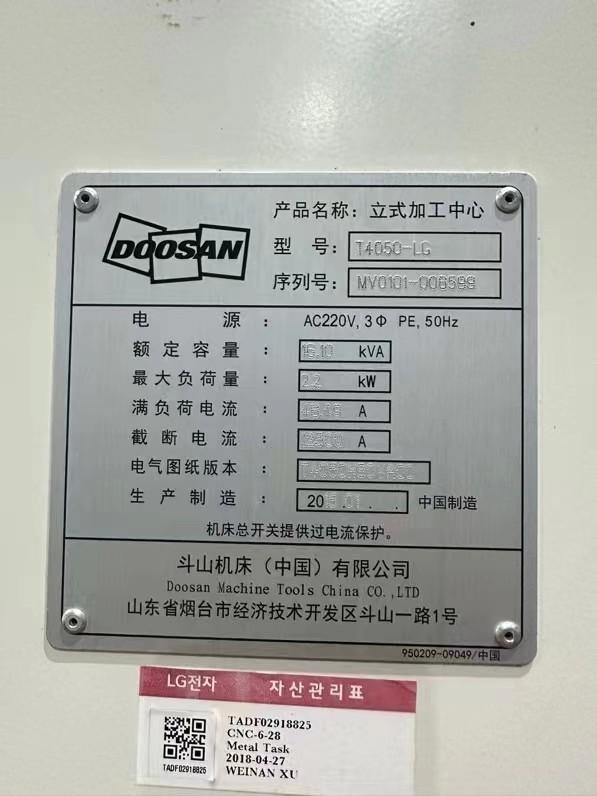 DOOSAN
产品名称：立式加工中心
型 号： T4050-LG
序列号： MV0101-006599
电 源 ： AC220V, 3Φ PE, 50Hz
额定容量 ： kVA
最大负荷量 ： kW
满负荷电流 ： A
截断电流 ： A
电气图纸版本 ：
生产制造 ： 中国制造
机床总开关提供过电流保护。
斗山机床（中国）有限公司
Doosan Machine Tools China CO.,LTD
山东省烟台市经济技术开发区斗山一路1号
950209-09049/中国
LG전자 자산관리표
TADF02918825
CNC-6-28
Metal Task
2018-04-27
WEINAN XU
TADF02918825